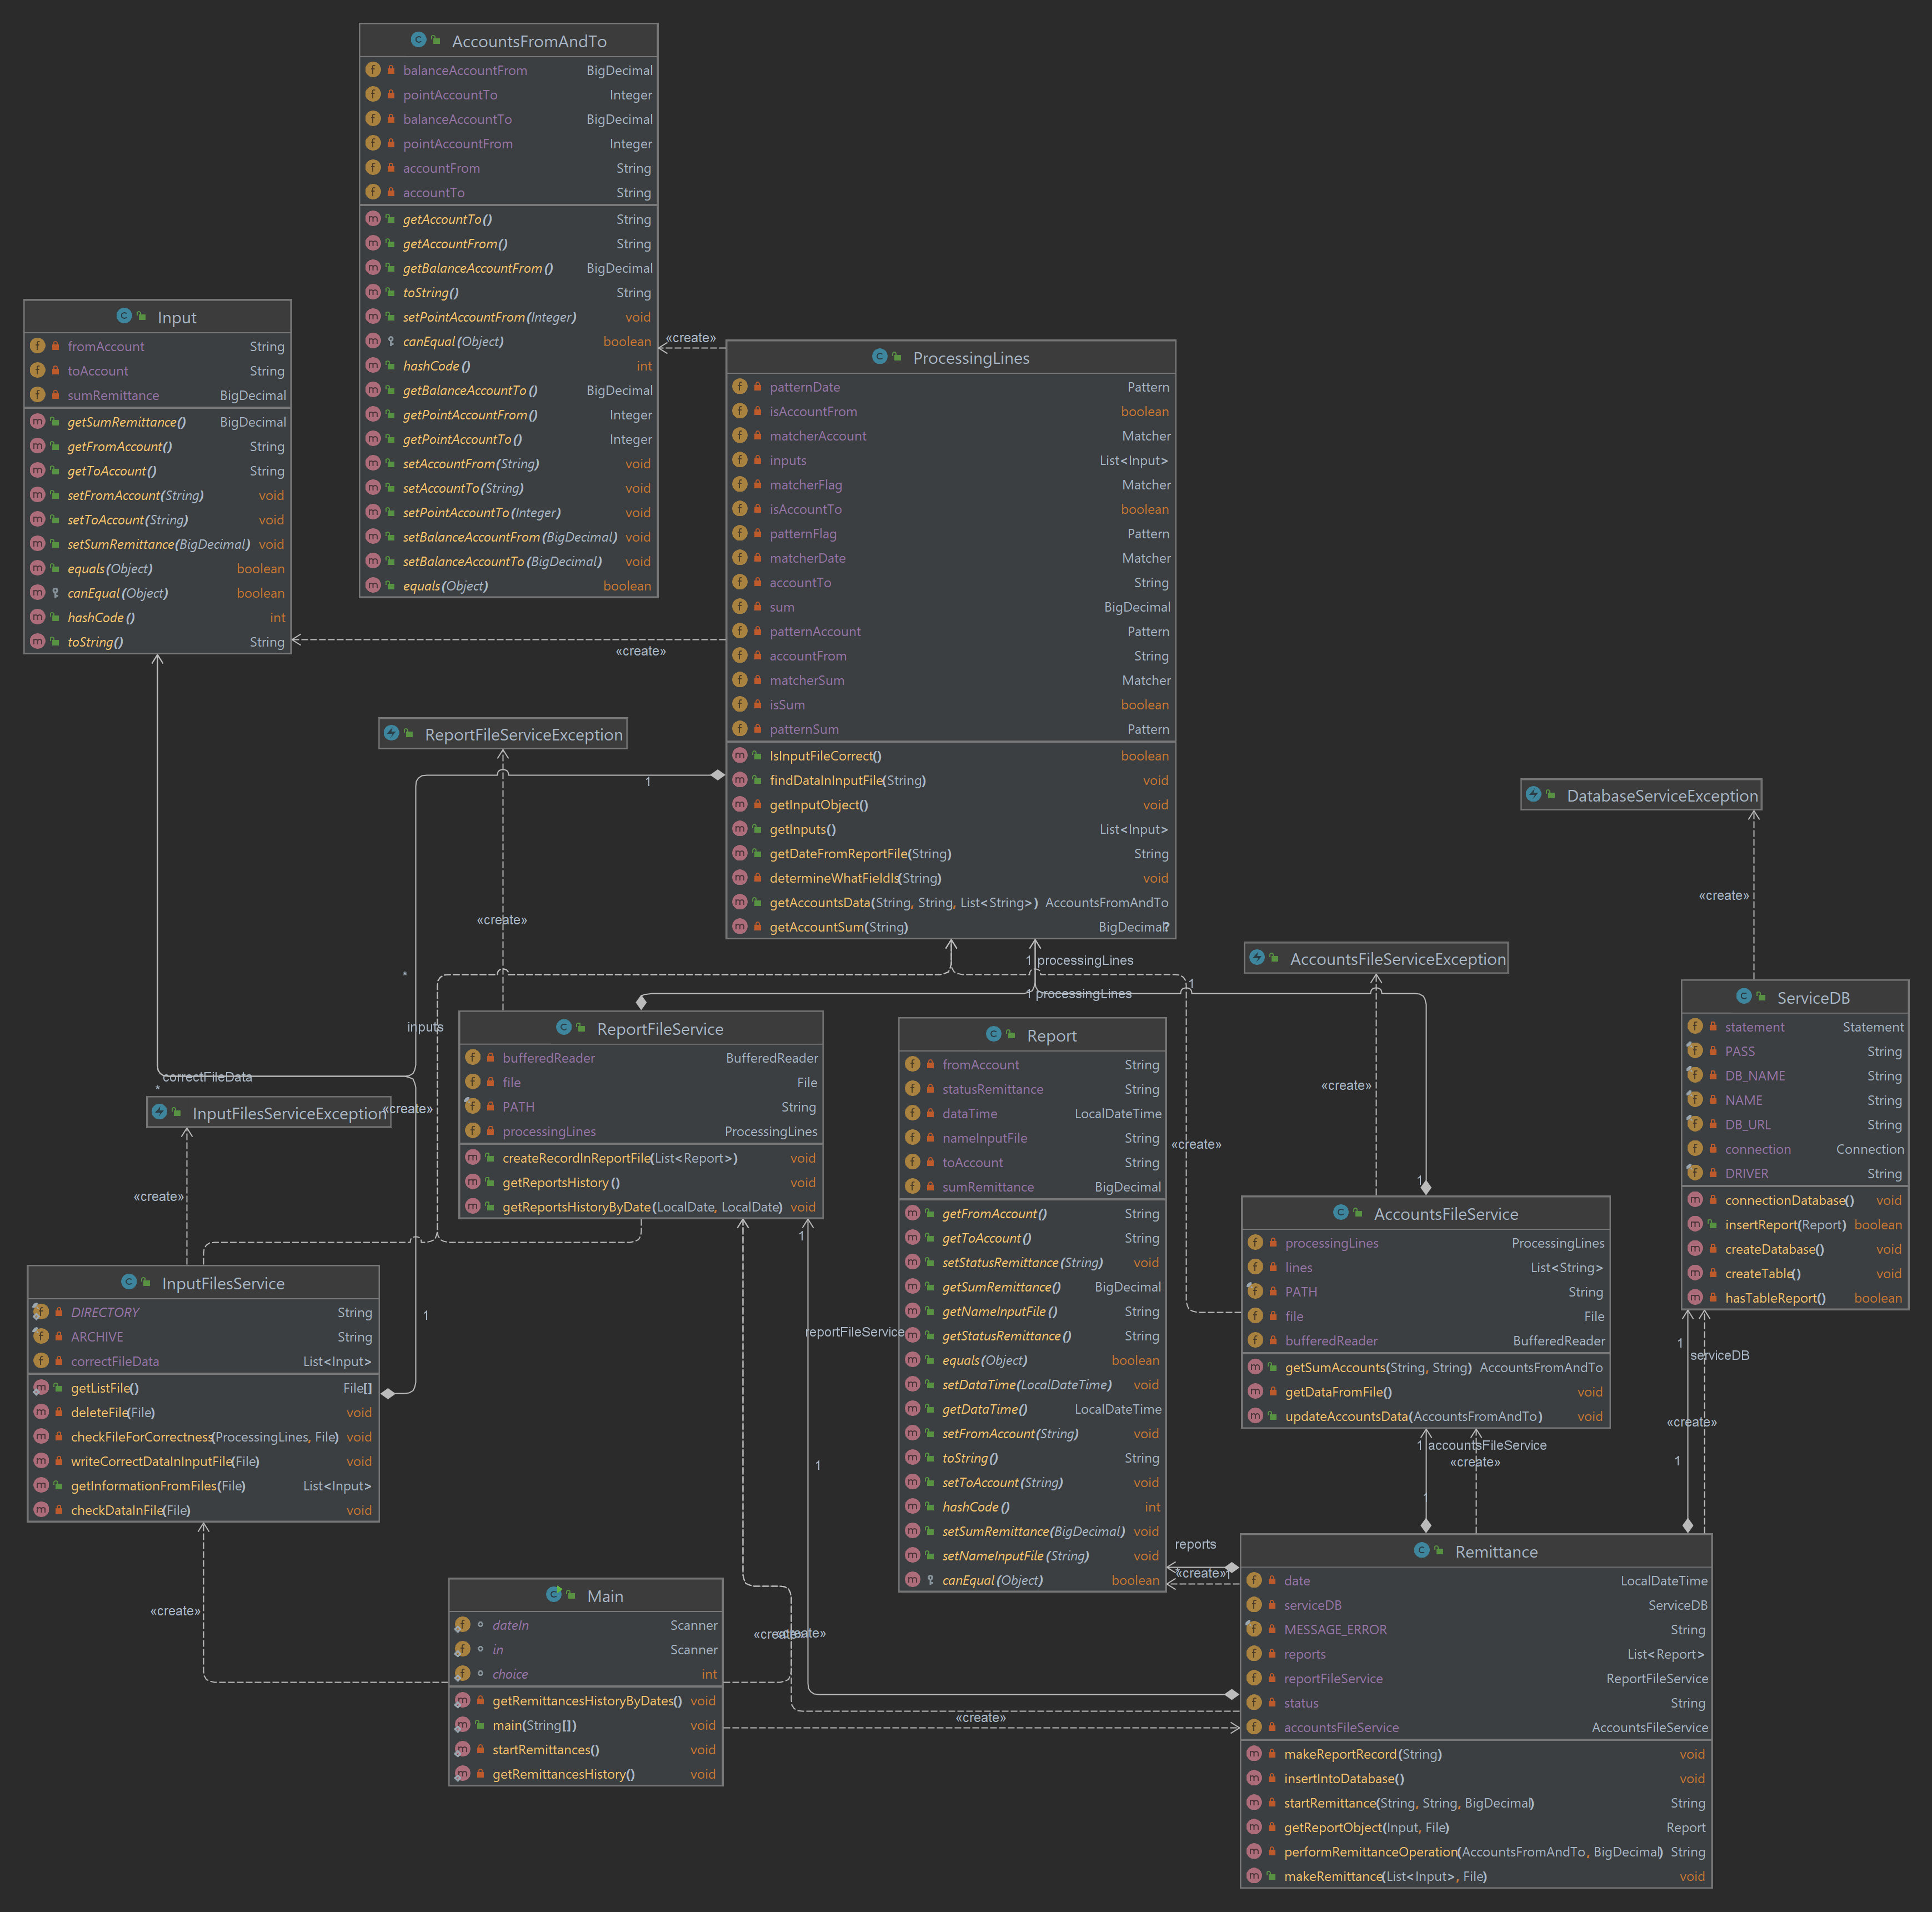 AccountsFromAndTo
balanceAccountFrom BigDecimal
pointAccountTo Integer
balanceAccountTo BigDecimal
pointAccountFrom Integer
accountFrom String
accountTo String
getAccountTo() String
getAccountFrom() String
getBalanceAccountFrom() BigDecimal
toString() String
setPointAccountFrom(Integer) void
canEqual(Object) boolean
hashCode() int
getBalanceAccountTo() BigDecimal
getPointAccountFrom() Integer
getPointAccountTo() Integer
setAccountFrom(String) void
setAccountTo(String) void
setPointAccountTo(Integer) void
setBalanceAccountFrom(BigDecimal) void
setBalanceAccountTo(BigDecimal) void
equals(Object) boolean
Input
fromAccount String
toAccount String
sumRemittance BigDecimal
getSumRemittance() BigDecimal
getFromAccount() String
getToAccount() String
setFromAccount(String) void
setToAccount(String) void
setSumRemittance(BigDecimal) void
equals(Object) boolean
canEqual(Object) boolean
hashCode() int
toString() String
«create»
«create»
ProcessingLines
patternDate Pattern
isAccountFrom boolean
matcherAccount Matcher
inputs List<Input>
matcherFlag Matcher
isAccountTo boolean
patternFlag Pattern
matcherDate Matcher
accountTo String
sum BigDecimal
patternAccount Pattern
accountFrom String
matcherSum Matcher
isSum boolean
patternSum Pattern
IsInputFileCorrect() boolean
findDataInInputFile(String) void
getInputObject() void
getInputs() List<Input>
getDateFromReportFile(String) String
determineWhatFieldIs(String) void
getAccountsData(String, String, List<String>) AccountsFromAndTo
getAccountSum(String) BigDecimal?
ReportFileServiceException
1
«create»
*
inputs
correctFileData
*
1 processingLines
1 processingLines
1
DatabaseServiceException
«create»
AccountsFileServiceException
«create»
«create»
1
InputFilesServiceException
«create»
«create»
ReportFileService
bufferedReader BufferedReader
file File
PATH String
processingLines ProcessingLines
createRecordInReportFile(List<Report>) void
getReportsHistory() void
getReportsHistoryByDate(LocalDate, LocalDate) void
Report
fromAccount String
statusRemittance String
dataTime LocalDateTime
nameInputFile String
toAccount String
sumRemittance BigDecimal
getFromAccount() String
getToAccount() String
setStatusRemittance(String) void
getSumRemittance() BigDecimal
getNameInputFile() String
getStatusRemittance() String
equals(Object) boolean
setDataTime(LocalDateTime) void
getDataTime() LocalDateTime
setFromAccount(String) void
toString() String
setToAccount(String) void
hashCode() int
setSumRemittance(BigDecimal) void
setNameInputFile(String) void
canEqual(Object) boolean
ServiceDB
statement Statement
PASS String
DB_NAME String
NAME String
DB_URL String
connection Connection
DRIVER String
connectionDatabase() void
insertReport(Report) boolean
createDatabase() void
createTable() void
hasTableReport() boolean
AccountsFileService
processingLines ProcessingLines
lines List<String>
PATH String
file File
bufferedReader BufferedReader
getSumAccounts(String, String) AccountsFromAndTo
getDataFromFile() void
updateAccountsData(AccountsFromAndTo) void
InputFilesService
DIRECTORY String
ARCHIVE String
correctFileData List<Input>
getListFile() File[]
deleteFile(File) void
checkFileForCorrectness(ProcessingLines, File) void
writeCorrectDataInInputFile(File) void
getInformationFromFiles(File) List<Input>
checkDataInFile(File) void
1
1
reportFileService
1
1
serviceDB
«create»
1
1 accountsFileService
«create»
1
reports
«create»
1
«create»
«create»
«create»
«create»
Main
dateIn Scanner
in Scanner
choice int
getRemittancesHistoryByDates() void
main(String[]) void
startRemittances() void
getRemittancesHistory() void
Remittance
date LocalDateTime
serviceDB ServiceDB
MESSAGE_ERROR String
reports List<Report>
reportFileService ReportFileService
status String
accountsFileService AccountsFileService
makeReportRecord(String) void
insertIntoDatabase() void
startRemittance(String, String, BigDecimal) String
getReportObject(Input, File) Report
performRemittanceOperation(AccountsFromAndTo, BigDecimal) String
makeRemittance(List<Input>, File) void